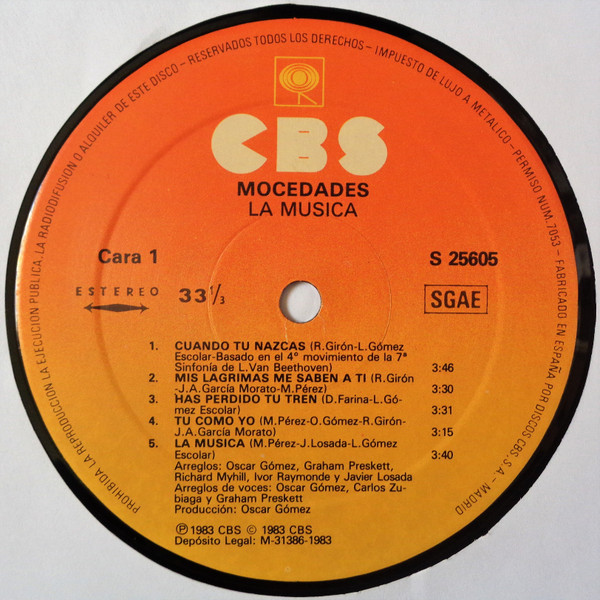 PROHIBIDA LA REPRODUCCION LA EJECUCION PUBLICA.LA RADIODIFUSION O ALQUILER DE ESTE DISCO – RESERVADOS TODOS LOS DERECHOS – IMPUESTO DE LUJO A METALICO – PERMISO NUM.7053 – FABRICADO EN ESPAÑA POR DISCOS CBS, S.A. – MADRID
CBS
MOCEDADES
LA MUSICA
Cara 1
S 25605
ESTEREO
33 1/3
SGAE
1. CUANDO TU NAZCAS (R.Girón-L.Gómez
Escolar-Basado en el 4º movimiento de la 7ª
Sinfonía de L.Van Beethoven) 3:46
2. MIS LAGRIMAS ME SABEN A TI (R.Girón
-J.A.García Morato-M.Pérez) 3:30
3. HAS PERDIDO TU TREN (D.Farina-L.Gó-
mez Escolar) 3:31
4. TU COMO YO (M.Pérez-O.Gómez-R.Girón-
J.A.García Morato) 3:15
5. LA MUSICA (M.Pérez-J.Losada-L.Gómez
Escolar) 3:40
Arreglos: Oscar Gómez, Graham Preskett,
Richard Myhill, Ivor Raymonde y Javier Losada
Arreglos de voces: Oscar Gómez, Carlos Zu-
biaga y Graham Preskett
Producción: Oscar Gómez
℗ 1983 CBS © 1983 CBS
Depósito Legal: M-31386-1983